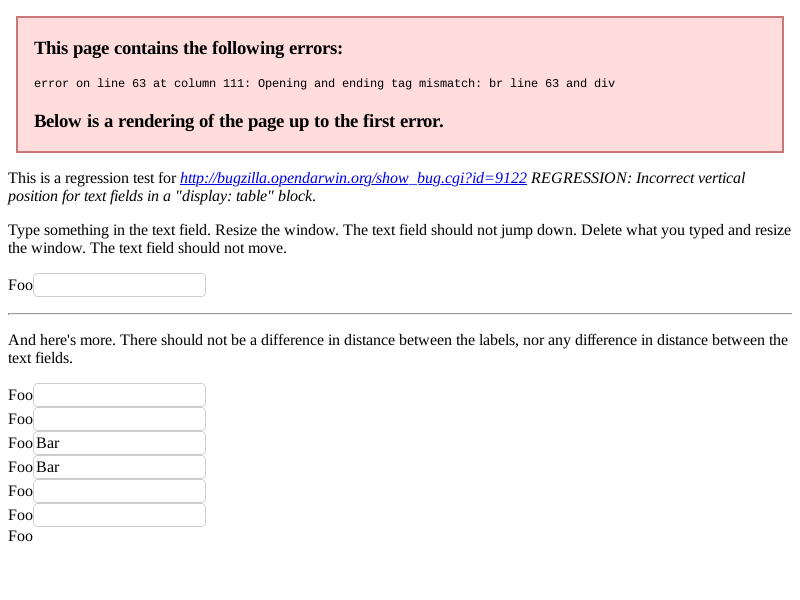 This page contains the following errors:
error on line 63 at column 111: Opening and ending tag mismatch: br line 63 and div
Below is a rendering of the page up to the first error.
This is a regression test for http://bugzilla.opendarwin.org/show_bug.cgi?id=9122 REGRESSION: Incorrect vertical
position for text fields in a "display: table" block.
Type something in the text field. Resize the window. The text field should not jump down. Delete what you typed and resize
the window. The text field should not move.
Foo
And here's more. There should not be a difference in distance between the labels, nor any difference in distance between the
text fields.
Foo
Foo
Foo Bar
Foo Bar
Foo
Foo
Foo